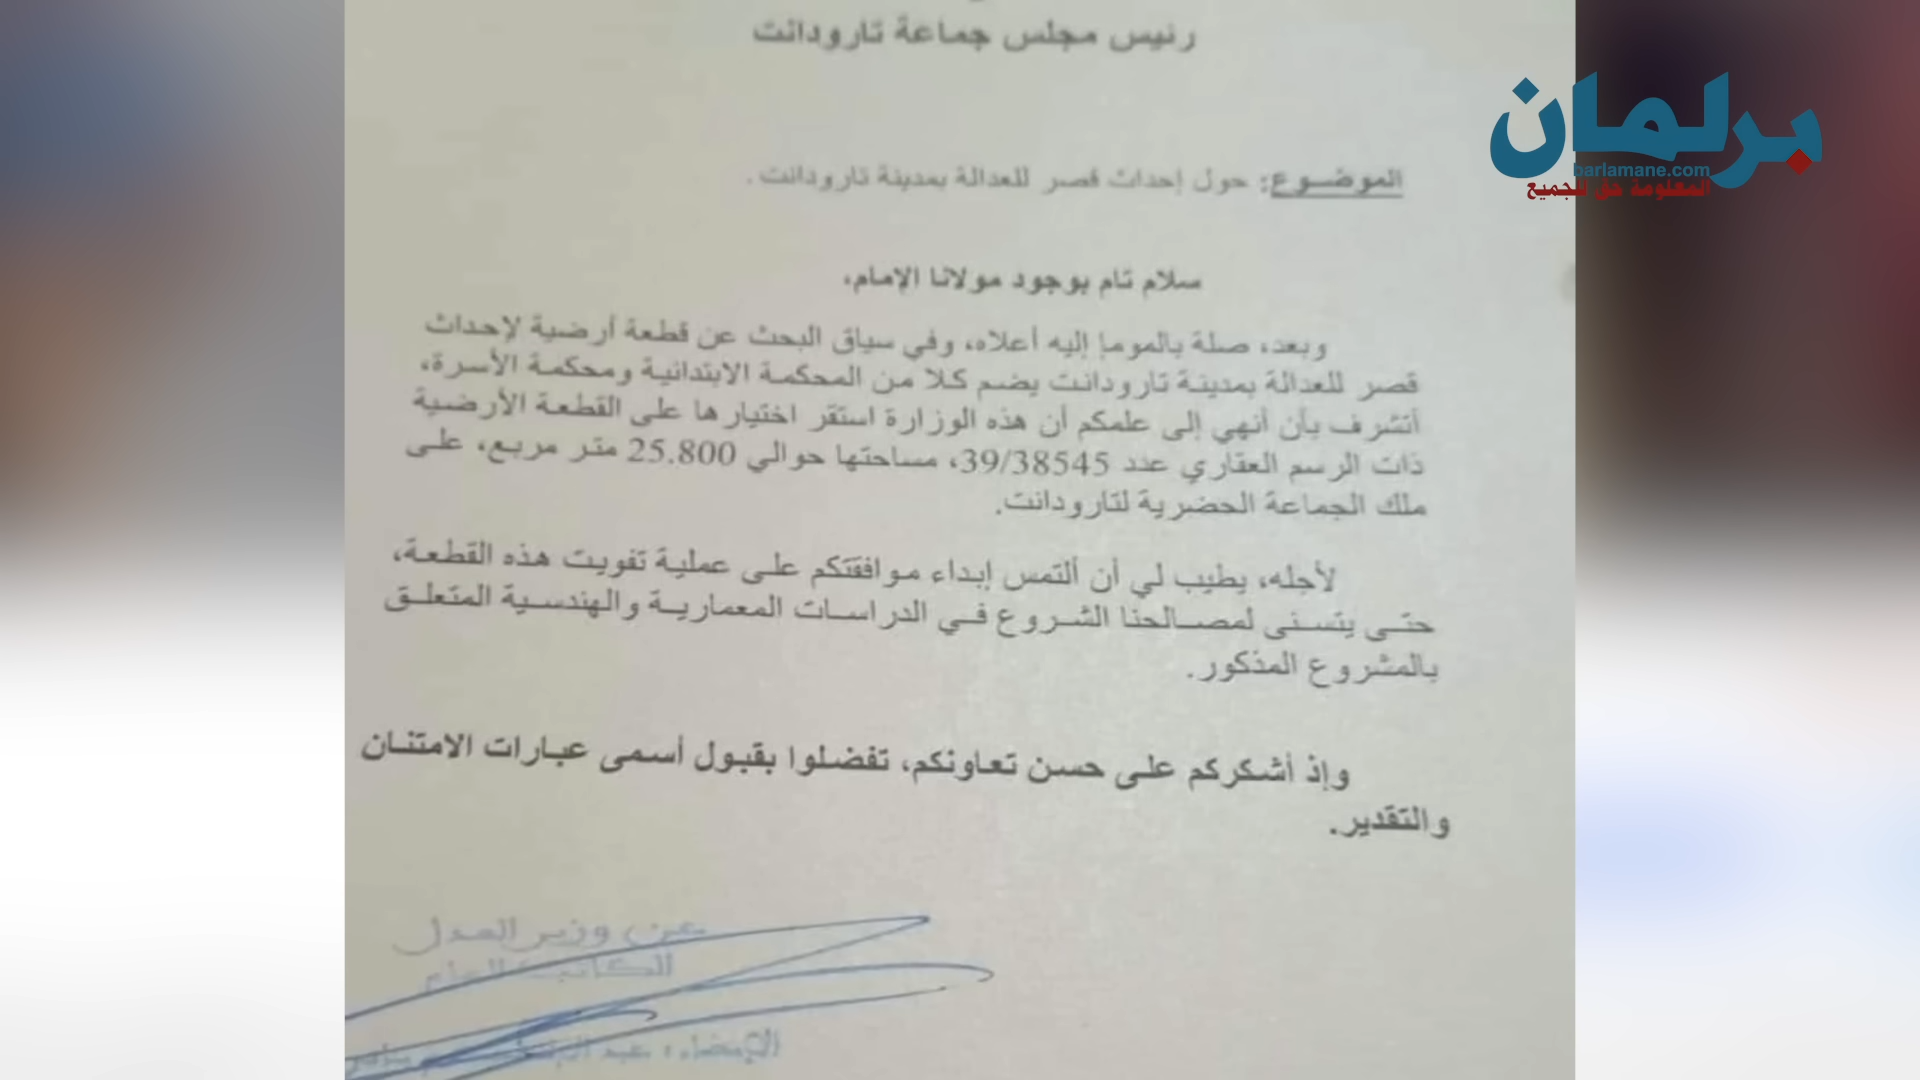 رئيس مجلس جماعة تارودانت
برلمان
barlamane.com
المعلومة حق للجميع
الموضوع: حول إحداث قصر للعدالة بمدينة تارودانت.
سلام تام بوجود مولانا الإمام،
وبعد، صلة بالموما إليه أعلاه، وفي سياق البحث عن قطعة أرضية لإحداث
قصر للعدالة بمدينة تارودانت يضم كلا من المحكمة الابتدائية ومحكمة الأسرة،
أتشرف بأن أنهي إلى علمكم أن هذه الوزارة استقر اختيارها على القطعة الأرضية
ذات الرسم العقاري عدد 39/38545، مساحتها حوالي 25.800 متر مربع، على
ملك الجماعة الحضرية لتارودانت.
لأجله، يطيب لي أن ألتمس إبداء موافقتكم على عملية تفويت هذه القطعة،
حتى يتسنى لمصالحنا الشروع في الدراسات المعمارية والهندسية المتعلق
بالمشروع المذكور.
وإذ أشكركم على حسن تعاونكم، تفضلوا بقبول أسمى عبارات الامتنان
والتقدير.
عن وزير العدل
الكاتب العام
الإمضاء: عبد